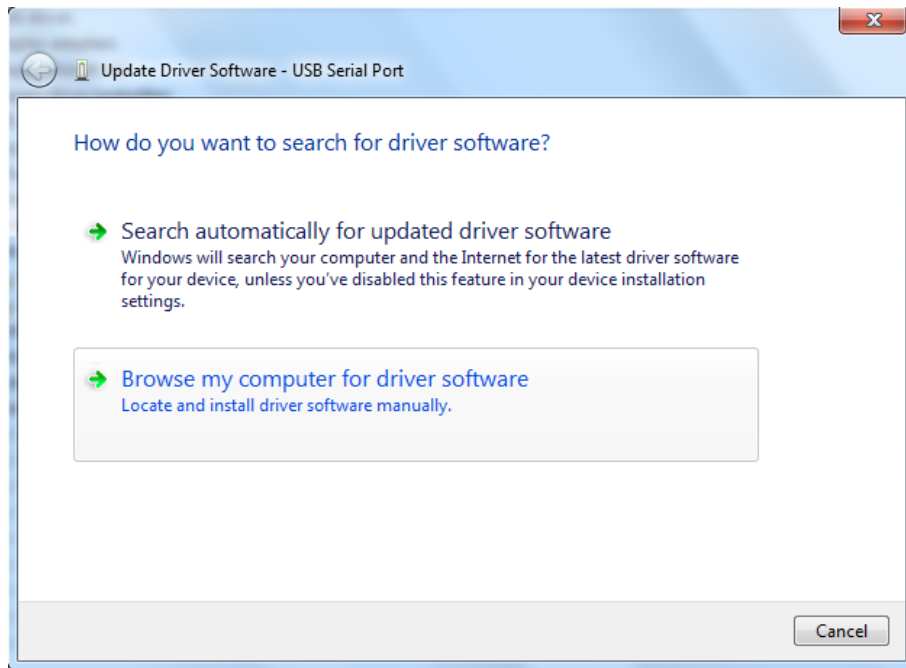 Update Driver Software - USB Serial Port
How do you want to search for driver software?
Search automatically for updated driver software
Windows will search your computer and the Internet for the latest driver software
for your device, unless you've disabled this feature in your device installation
settings.
Browse my computer for driver software
Locate and install driver software manually.
Cancel